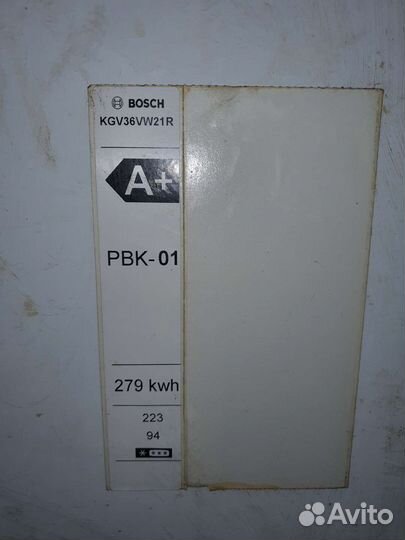 BOSCH
KGV36VW21R
A+
PBK-01
279 kwh
223
94
Avito